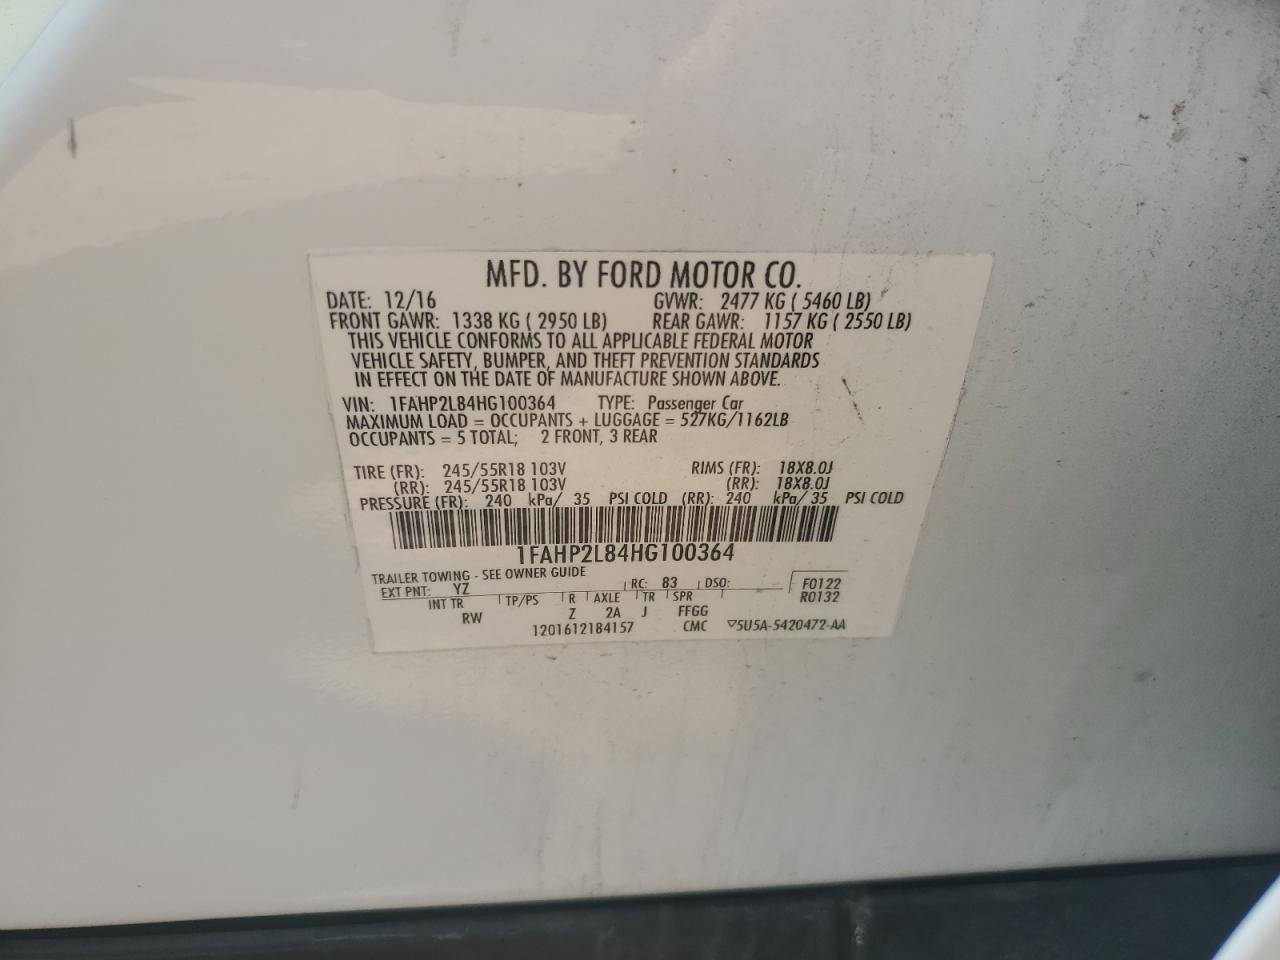 MFD. BY FORD MOTOR CO.
DATE: 12/16 GVWR: 2477 KG ( 5460 LB)
FRONT GAWR: 1338 KG ( 2950 LB) REAR GAWR: 1157 KG ( 2550 LB)
THIS VEHICLE CONFORMS TO ALL APPLICABLE FEDERAL MOTOR
VEHICLE SAFETY, BUMPER, AND THEFT PREVENTION STANDARDS
IN EFFECT ON THE DATE OF MANUFACTURE SHOWN ABOVE.
VIN: 1FAHP2L84HG100364 TYPE: Passenger Car
MAXIMUM LOAD = OCCUPANTS + LUGGAGE = 527KG/1162LB
OCCUPANTS = 5 TOTAL; 2 FRONT, 3 REAR
TIRE (FR): 245/55R18 103V RIMS (FR): 18X8.0J
(RR): 245/55R18 103V (RR): 18X8.0J
PRESSURE (FR): 240 kPa/ 35 PSI COLD (RR): 240 kPa/ 35 PSI COLD
1FAHP2L84HG100364
TRAILER TOWING - SEE OWNER GUIDE
EXT PNT: YZ RC: 83 DSO: F0122
INT TR TP/PS R AXLE TR SPR R0132
RW Z 2A J FFGG
1201612184157 CMC ▽5U5A-5420472-AA